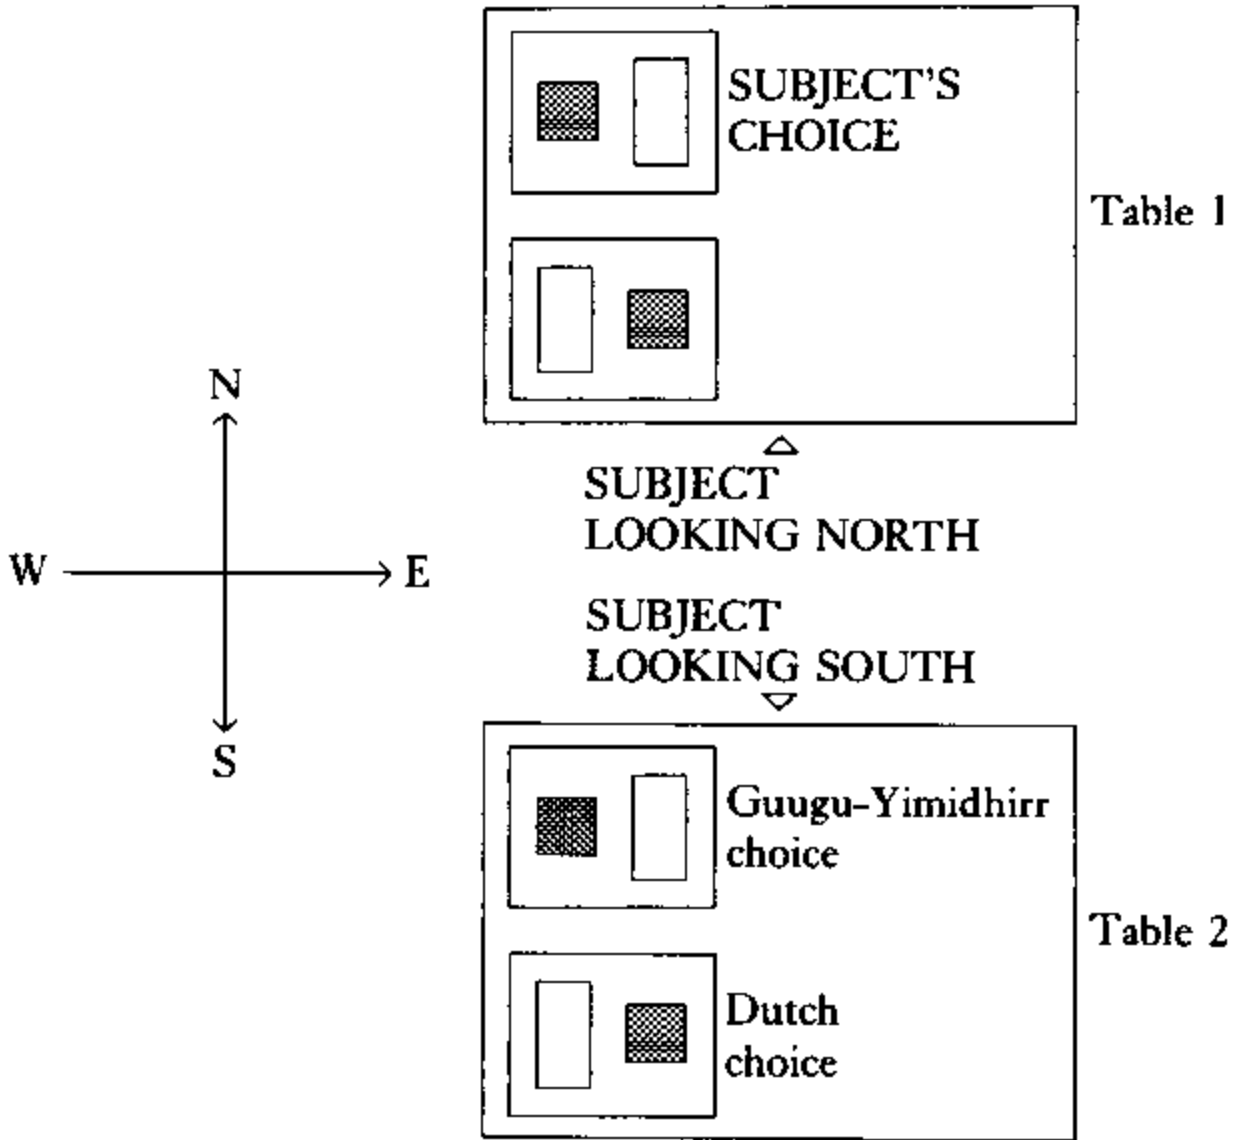 SUBJECT'S
CHOICE
Table 1
N
W
E
S
SUBJECT
LOOKING NORTH
SUBJECT
LOOKING SOUTH
Guugu-Yimidhirr
choice
Table 2
Dutch
choice